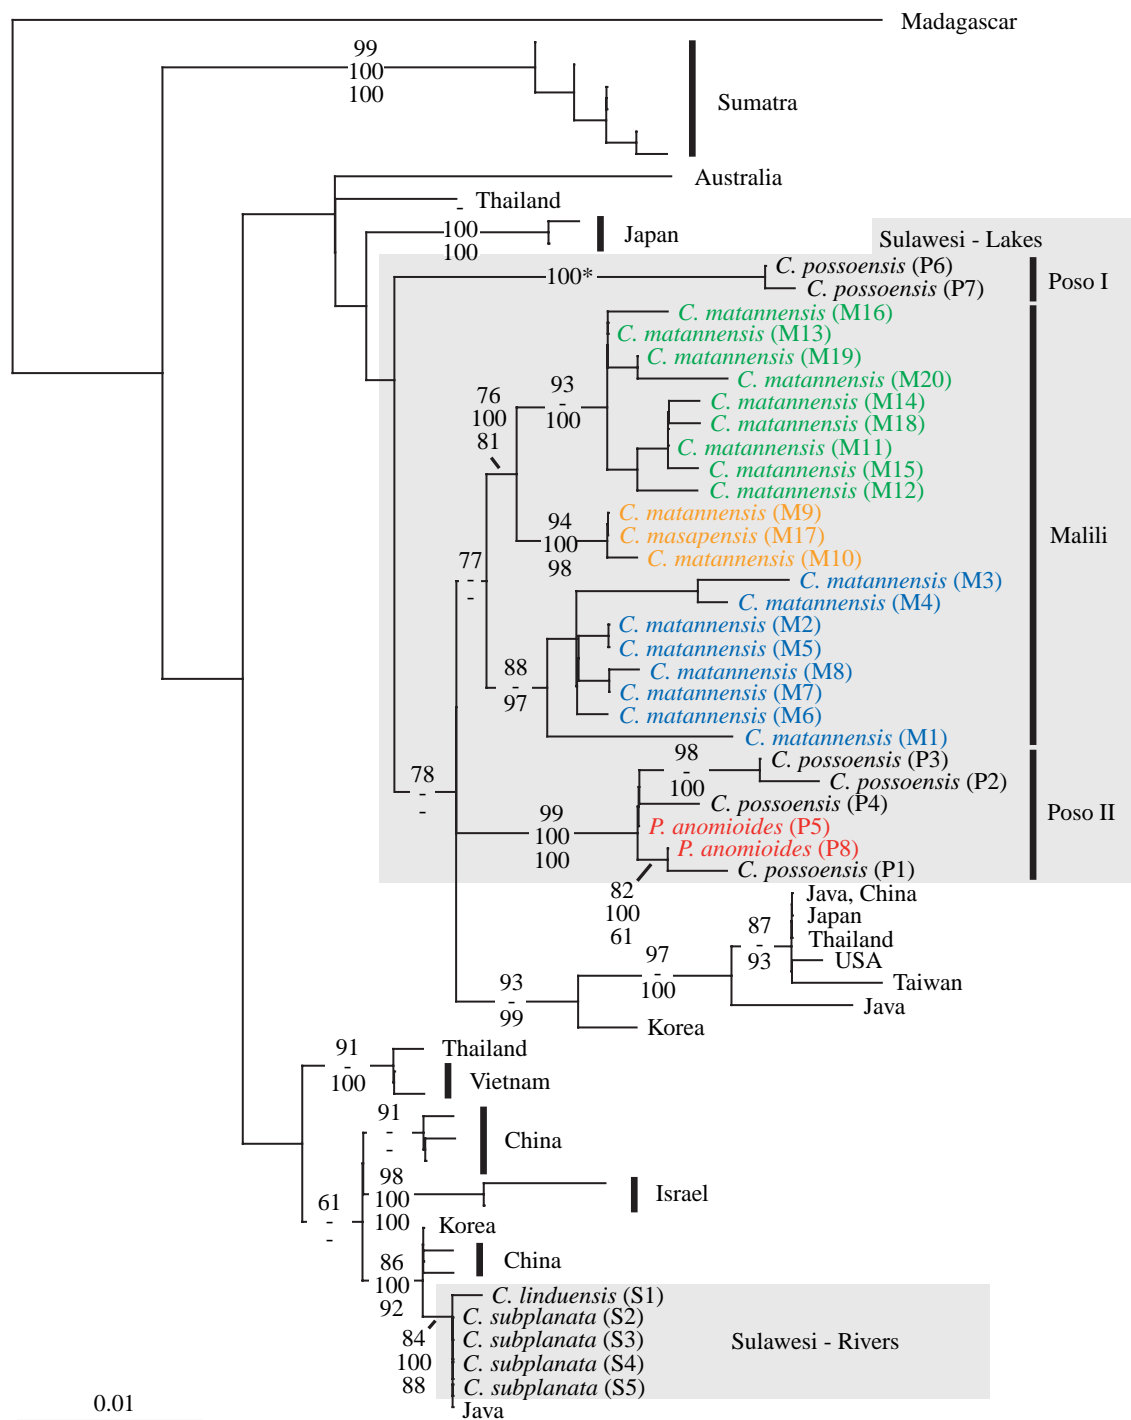 Madagascar
99
100
100
Sumatra
Australia
Thailand
-
100
100
Japan
Sulawesi - Lakes
100*
C. possoensis (P6)
C. possoensis (P7)
Poso I
C. matannensis (M16)
C. matannensis (M13)
C. matannensis (M19)
C. matannensis (M20)
93
-
100
76
100
81
C. matannensis (M14)
C. matannensis (M18)
C. matannensis (M11)
C. matannensis (M15)
C. matannensis (M12)
94
100
98
C. matannensis (M9)
C. masapensis (M17)
C. matannensis (M10)
Malili
77
-
-
C. matannensis (M3)
C. matannensis (M4)
C. matannensis (M2)
C. matannensis (M5)
88
-
97
C. matannensis (M8)
C. matannensis (M7)
C. matannensis (M6)
C. matannensis (M1)
78
-
-
98
-
100
C. possoensis (P3)
C. possoensis (P2)
C. possoensis (P4)
Poso II
99
100
100
P. anomioides (P5)
P. anomioides (P8)
C. possoensis (P1)
82
100
61
Java, China
Japan
Thailand
USA
Taiwan
87
-
93
97
-
100
Java
93
-
99
Korea
91
-
100
Thailand
Vietnam
91
-
-
China
98
100
100
Israel
61
-
-
Korea
China
86
100
92
C. linduensis (S1)
C. subplanata (S2)
C. subplanata (S3)
C. subplanata (S4)
C. subplanata (S5)
Sulawesi - Rivers
84
100
88
Java
0.01